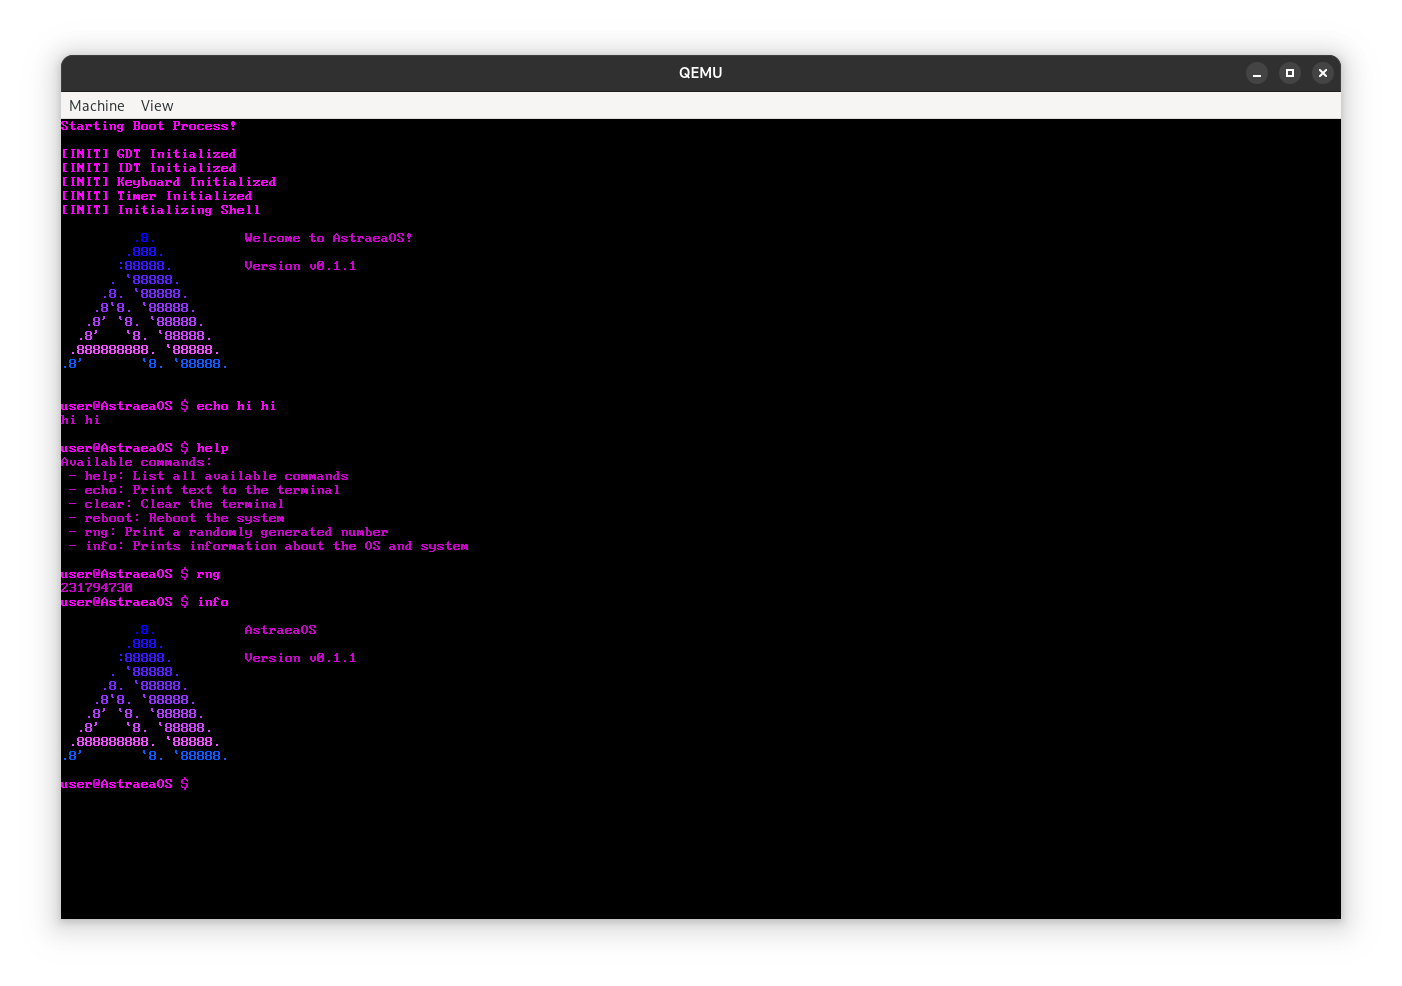 QEMU
Machine View
Starting Boot Process!
[INIT] GDT Initialized
[INIT] IDT Initialized
[INIT] Keyboard Initialized
[INIT] Timer Initialized
[INIT] Initializing Shell
         .8.           Welcome to AstraeaOS!
        .888.
       :88888.         Version v0.1.1
      . `88888.
     .8. `88888.
    .8`8. `88888.
   .8' `8. `88888.
  .8'   `8. `88888.
 .888888888. `88888.
.8'       `8. `88888.
user@AstraeaOS $ echo hi hi
hi hi
user@AstraeaOS $ help
Available commands:
 - help: List all available commands
 - echo: Print text to the terminal
 - clear: Clear the terminal
 - reboot: Reboot the system
 - rng: Print a randomly generated number
 - info: Prints information about the OS and system
user@AstraeaOS $ rng
231794730
user@AstraeaOS $ info
         .8.           AstraeaOS
        .888.
       :88888.         Version v0.1.1
      . `88888.
     .8. `88888.
    .8`8. `88888.
   .8' `8. `88888.
  .8'   `8. `88888.
 .888888888. `88888.
.8'       `8. `88888.
user@AstraeaOS $